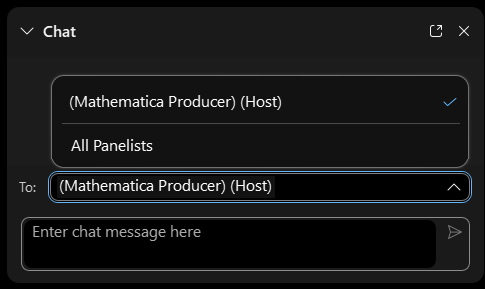 Chat
(Mathematica Producer) (Host)
All Panelists
To: (Mathematica Producer) (Host)
Enter chat message here